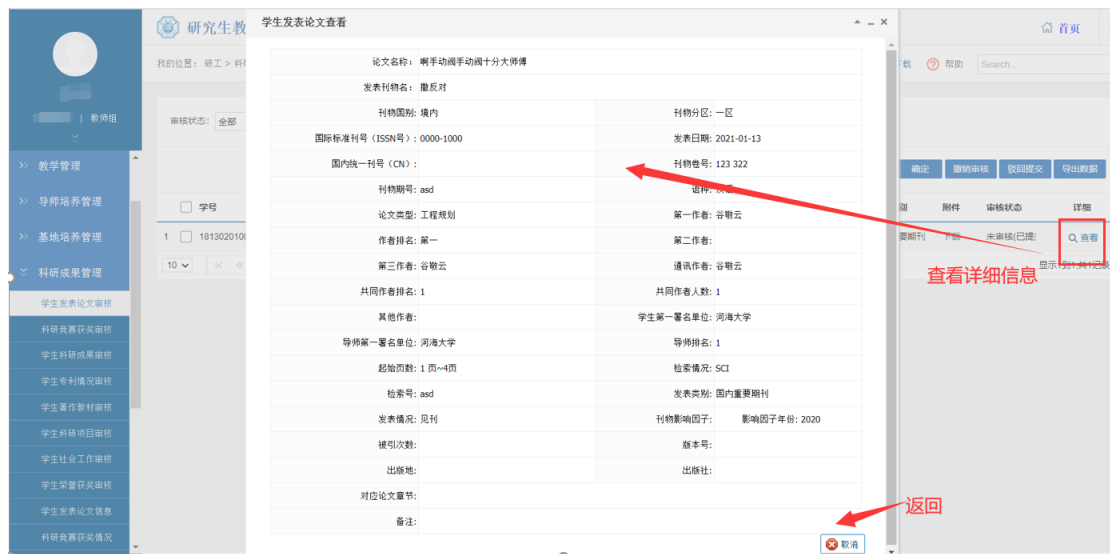 研究生教
首页
我的位置: 研工 > 科研
下载
帮助
Search...
| 教师组
教学管理
导师培养管理
基地培养管理
科研成果管理
学生发表论文审核
科研竞赛获奖审核
学生科研成果审核
学生专利情况审核
学生著作教材审核
学生科研项目审核
学生社会工作审核
学生荣誉获奖审核
学生发表论文信息
科研竞赛获奖情况
审核状态: 全部
确定 撤销审核 驳回提交 导出数据
学号
别 附件 审核状态 详细
1 1813020100
要期刊 下载 未审核(已提: 查看
10
显示1到1,共1记录
学生发表论文查看
论文名称: 啊手动阀手动阀十分大师傅
发表刊物名: 撒反对
刊物国别: 境内 刊物分区: 一区
国际标准刊号(ISSN号): 0000-1000 发表日期: 2021-01-13
国内统一刊号(CN): 刊物卷号: 123 322
刊物期号: asd 语种:
论文类型: 工程规划 第一作者: 谷敬云
作者排名: 第一 第二作者:
第三作者: 谷敬云 通讯作者: 谷敬云
共同作者排名: 1 共同作者人数: 1
其他作者: 学生第一署名单位: 河海大学
导师第一署名单位: 河海大学 导师排名: 1
起始页数: 1 页~4页 检索情况: SCI
检索号: asd 发表类别: 国内重要期刊
发表情况: 见刊 刊物影响因子: 影响因子年份: 2020
被引次数: 版本号:
出版地: 出版社:
对应论文章节:
备注:
取消
查看详细信息
返回